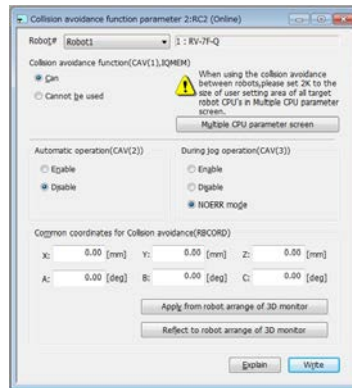 Collision avoidance function parameter 2:RC2 (Online)
Robot# Robot1 1 : RV-7F-Q
Collision avoidance function(CAV(1),IQMEM)
Can
Cannot be used
When using the collision avoidance
between robots,please set 2K to the
size of user setting area of all target
robot CPU's in Multiple CPU parameter
screen.
Multiple CPU parameter screen
Automatic operation(CAV(2))
Enable
Disable
During Jog operation(CAV(3))
Enable
Disable
NOERR mode
Common coordinates for Collision avoidance(RBCORD)
X: 0.00 [mm] Y: 0.00 [mm] Z: 0.00 [mm]
A: 0.00 [deg] B: 0.00 [deg] C: 0.00 [deg]
Apply from robot arrange of 3D monitor
Reflect to robot arrange of 3D monitor
Explain Write